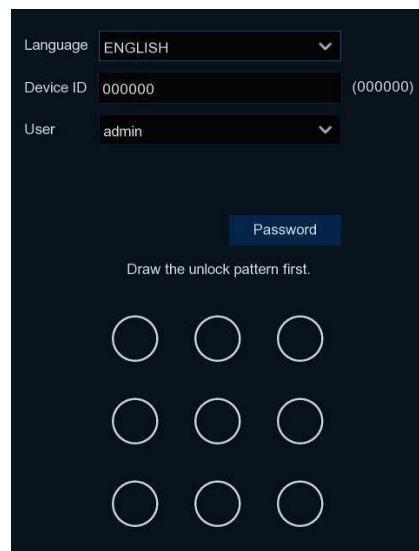 Language ENGLISH
Device ID 000000 (000000)
User admin
Password
Draw the unlock pattern first.